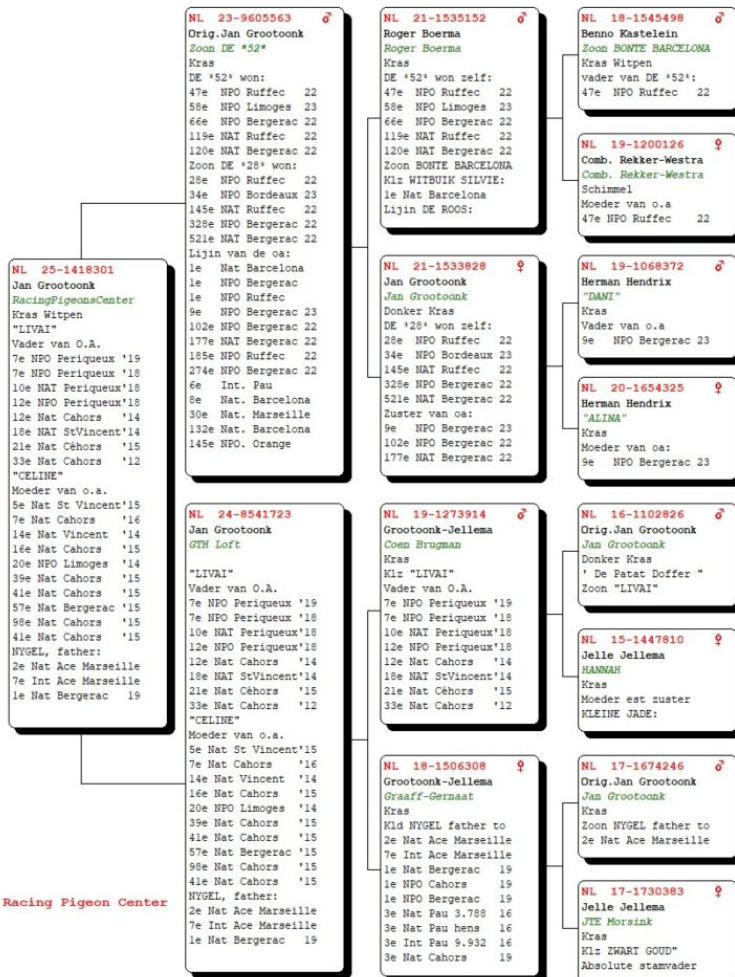 NL 25-1418301
Jan Grootoonk
RacingPigeonsCenter
Kras Witpen
"LIVAI"
Vader van O.A.
7e NPO Periqueux '19
7e NPO Periqueux'18
10e NAT Periqueux'18
12e NPO Periqueux'18
12e Nat Cahors '14
18e NAT StVincent'14
21e Nat Céhors '15
33e Nat Cahors '12
"CELINE"
Moeder van o.a.
5e Nat St Vincent'15
7e Nat Cahors '16
14e Nat Vincent '14
16e Nat Cahors '15
20e NPO Limoges '14
39e Nat Cahors '15
41e Nat Cahors '15
57e Nat Bergerac '15
98e Nat Cahors '15
41e Nat Cahors '15
NYGEL, father:
2e Nat Ace Marseille
7e Int Ace Marseille
1e Nat Bergerac 19
Racing Pigeon Center
NL 23-9605563 ♂
Orig.Jan Grootoonk
Zoon DE *52*
Kras
DE *52* won:
47e NPO Ruffec 22
58e NPO Limoges 23
66e NPO Bergerac 22
119e NAT Ruffec 22
120e NAT Bergerac 22
Zoon DE *28* won:
28e NPO Ruffec 22
34e NPO Bordeaux 23
145e NAT Ruffec 22
328e NPO Bergerac 22
521e NAT Bergerac 22
Lijin van de oa:
1e Nat Barcelona
1e NPO Bergerac
1e NPO Ruffec
9e NPO Bergerac 23
102e NPO Bergerac 22
177e NAT Bergerac 22
185e NPO Ruffec 22
274e NPO Bergerac 22
6e Int. Pau
8e Nat. Barcelona
30e Nat. Marseille
132e Nat. Barcelona
145e NPO. Orange
NL 24-8541723 ♀
Jan Grootoonk
GTH Loft
"LIVAI"
Vader van O.A.
7e NPO Periqueux '19
7e NPO Periqueux'18
10e NAT Periqueux'18
12e NPO Periqueux'18
12e Nat Cahors '14
18e NAT StVincent'14
21e Nat Céhors '15
33e Nat Cahors '12
"CELINE"
Moeder van o.a.
5e Nat St Vincent'15
7e Nat Cahors '16
14e Nat Vincent '14
16e Nat Cahors '15
20e NPO Limoges '14
39e Nat Cahors '15
41e Nat Cahors '15
57e Nat Bergerac '15
98e Nat Cahors '15
41e Nat Cahors '15
NYGEL, father:
2e Nat Ace Marseille
7e Int Ace Marseille
1e Nat Bergerac 19
NL 21-1535152 ♂
Roger Boerma
Roger Boerma
Kras
DE *52* won zelf:
47e NPO Ruffec 22
58e NPO Limoges 23
66e NPO Bergerac 22
119e NAT Ruffec 22
120e NAT Bergerac 22
Zoon BONTE BARCELONA
Klz WITBUIK SILVIE:
1e Nat Barcelona
Lijin DE ROOS:
NL 21-1533828 ♀
Jan Grootoonk
Jan Grootoonk
Donker Kras
DE *28* won zelf:
28e NPO Ruffec 22
34e NPO Bordeaux 23
145e NAT Ruffec 22
328e NPO Bergerac 22
521e NAT Bergerac 22
Zuster van oa:
9e NPO Bergerac 23
102e NPO Bergerac 22
177e NAT Bergerac 22
NL 19-1273914 ♂
Grootoonk-Jellema
Coen Brugman
Kras
Klz "LIVAI"
Vader van O.A.
7e NPO Periqueux '19
7e NPO Periqueux'18
10e NAT Periqueux'18
12e NPO Periqueux'18
12e Nat Cahors '14
18e NAT StVincent'14
21e Nat Céhors '15
33e Nat Cahors '12
NL 18-1506308 ♀
Grootoonk-Jellema
Graaff-Gernaat
Kras
Kld NYGEL father to
2e Nat Ace Marseille
7e Int Ace Marseille
1e Nat Bergerac 19
1e NPO Cahors 19
1e NPO Bergerac 19
3e Nat Pau 3.788 16
3e Nat Pau hens 16
3e Int Pau 9.932 16
3e Nat Cahors 19
NL 18-1545498 ♂
Benno Kastelein
Zoon BONTE BARCELONA
Kras Witpen
vader van DE *52*:
47e NPO Ruffec 22
NL 19-1200126 ♀
Comb. Rekker-Westra
Comb. Rekker-Westra
Schimmel
Moeder van o.a
47e NPO Ruffec 22
NL 19-1068372 ♂
Herman Hendrix
"DANI"
Kras
Vader van o.a
9e NPO Bergerac 23
NL 20-1654325 ♀
Herman Hendrix
"ALINA"
Kras
Moeder van oa:
9e NPO Bergerac 23
NL 16-1102826 ♂
Orig.Jan Grootoonk
Jan Grootoonk
Donker Kras
' De Patat Doffer "
Zoon "LIVAI"
NL 15-1447810 ♀
Jelle Jellema
HANNAH
Kras
Moeder est zuster
KLEINE JADE:
NL 17-1674246 ♂
Orig.Jan Grootoonk
Jan Grootoonk
Kras
Zoon NYGEL father to
2e Nat Ace Marseille
NL 17-1730383 ♀
Jelle Jellema
JTE Morsink
Kras
Klz ZWART GOUD"
Absolute stamvader